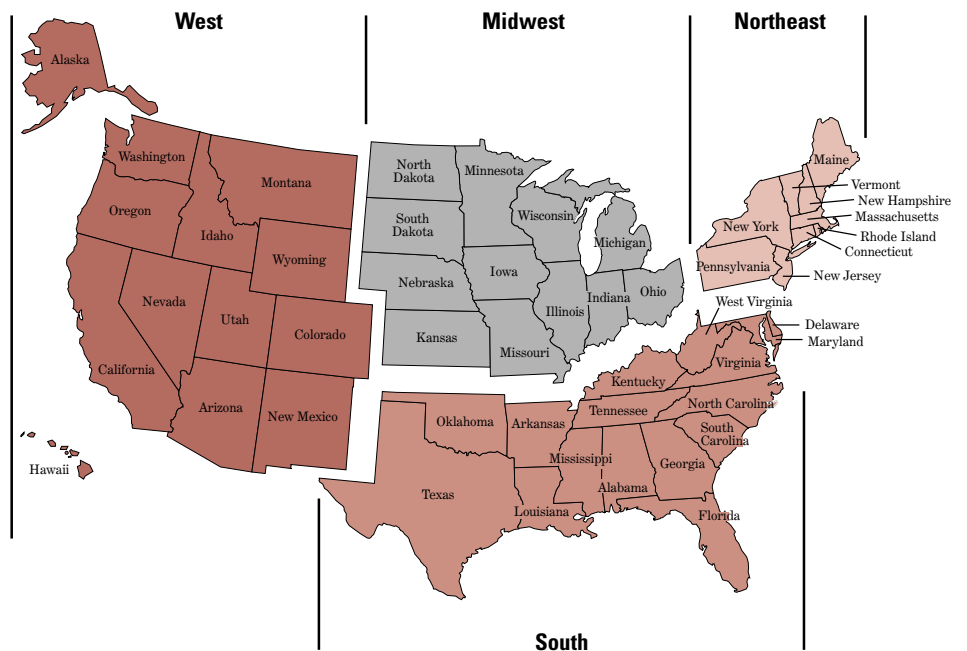 West
Midwest
Northeast
Alaska
Washington
Montana
Oregon
Idaho
Wyoming
Nevada
Utah
Colorado
California
Arizona
New Mexico
Hawaii
North
Dakota
Minnesota
South
Dakota
Wisconsin
Michigan
Nebraska
Iowa
Illinois
Indiana
Ohio
Kansas
Missouri
Maine
Vermont
New Hampshire
Massachusetts
New York
Rhode Island
Connecticut
Pennsylvania
New Jersey
West Virginia
Delaware
Maryland
Virginia
Kentucky
North Carolina
Tennessee
South
Carolina
Oklahoma
Arkansas
Mississippi
Georgia
Alabama
Texas
Louisiana
Florida
South